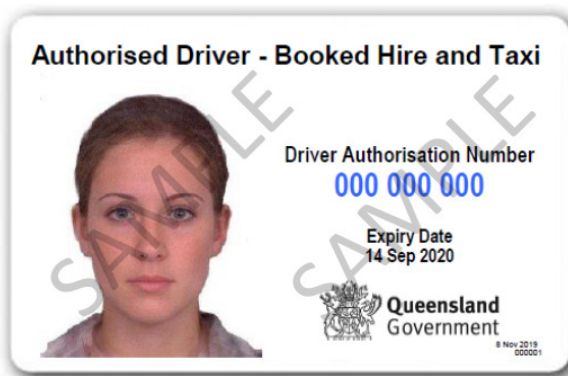 Authorised Driver - Booked Hire and Taxi
SAMPLE
SAMPLE
Driver Authorisation Number
000 000 000
Expiry Date
14 Sep 2020
Queensland
Government
8 Nov 2019
000001